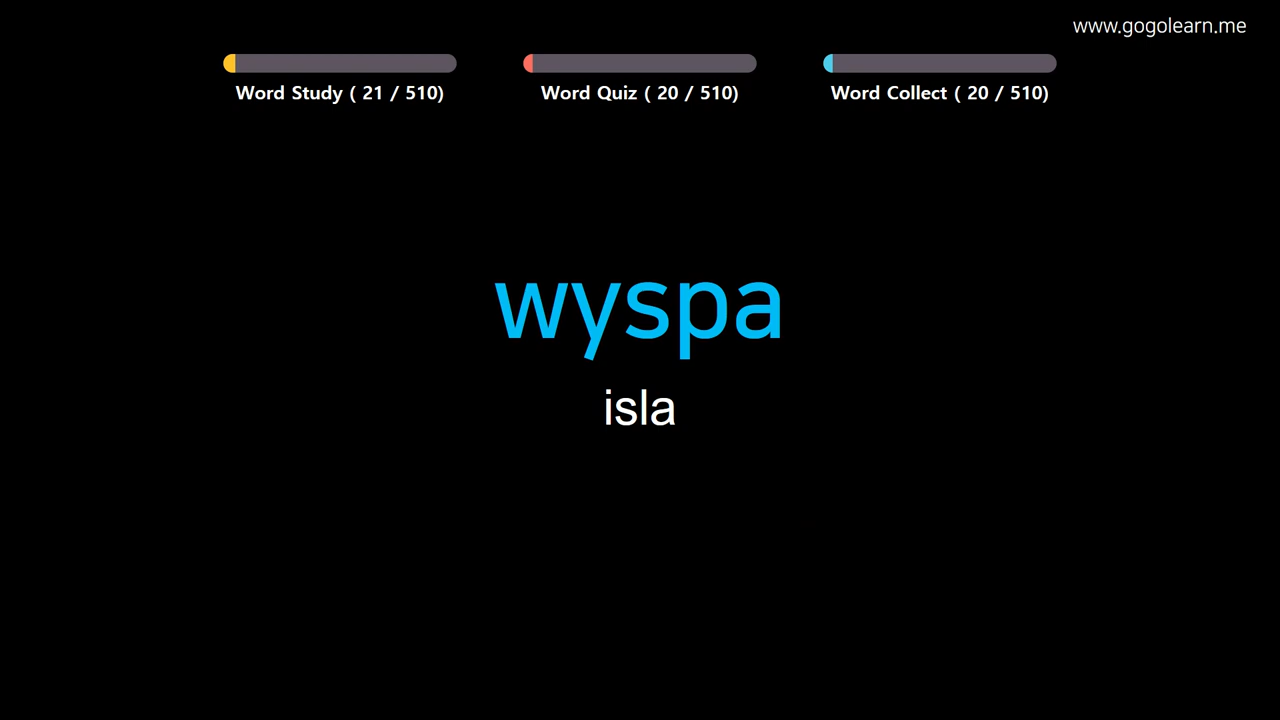 www.gogolearn.me
Word Study ( 21 / 510)
Word Quiz ( 20 / 510)
Word Collect ( 20 / 510)
wyspa
isla